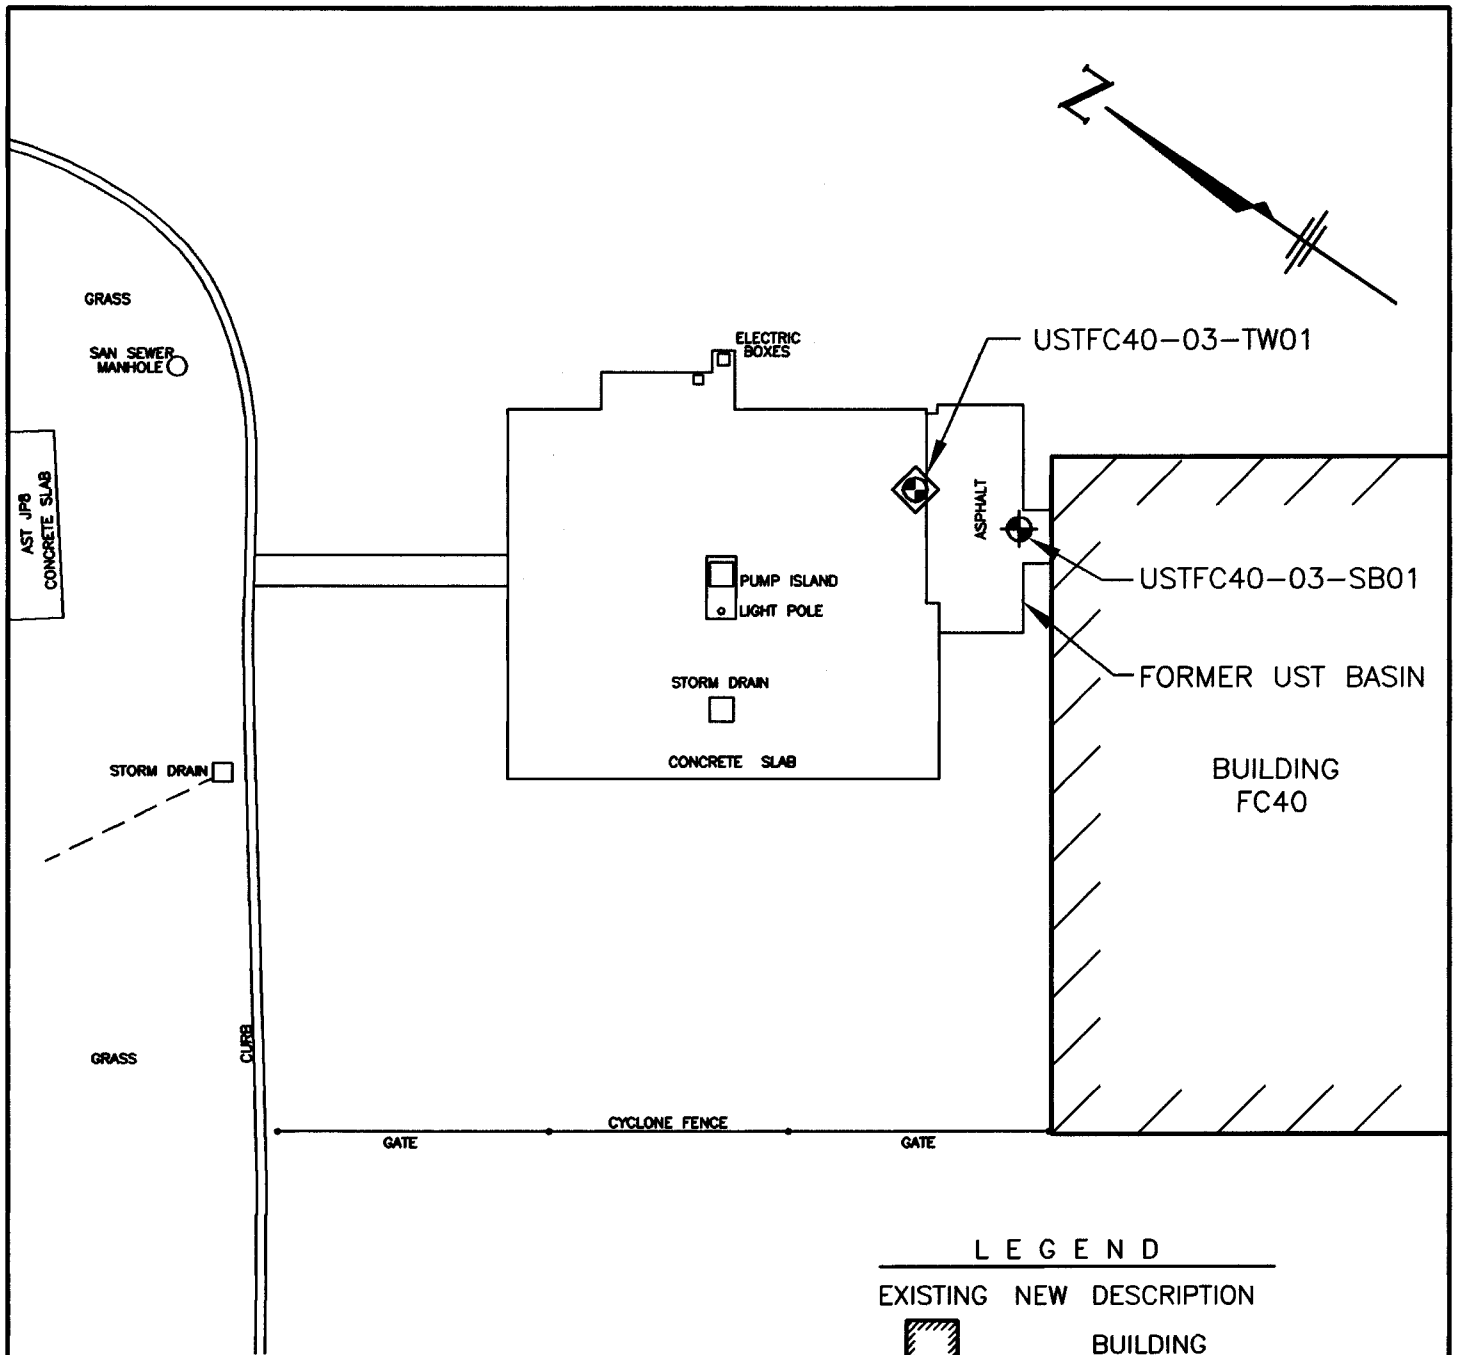 N
GRASS
SAN SEWER
MANHOLE
ELECTRIC
BOXES
USTFC40-03-TW01
AST JP8
CONCRETE SLAB
ASPHALT
PUMP ISLAND
LIGHT POLE
USTFC40-03-SB01
FORMER UST BASIN
STORM DRAIN
CONCRETE SLAB
STORM DRAIN
BUILDING
FC40
CURB
GRASS
CYCLONE FENCE
GATE
GATE
LEGEND
EXISTING NEW DESCRIPTION
BUILDING